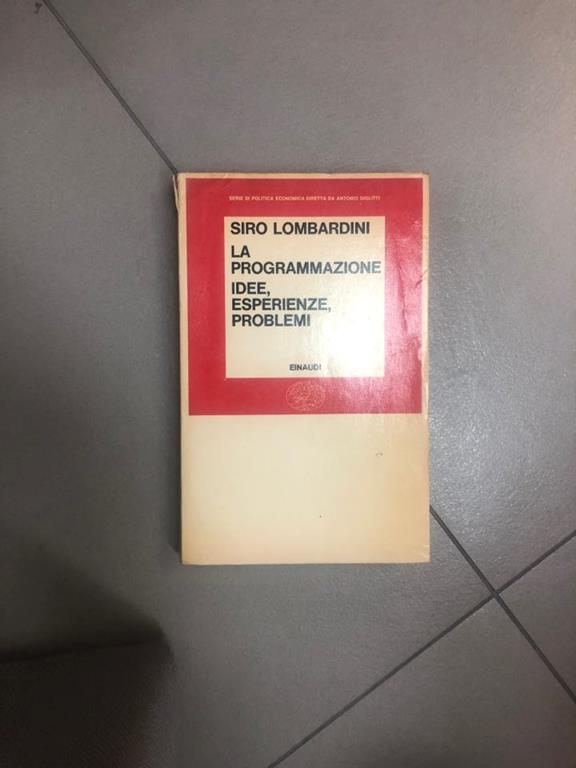 SERIE DI POLITICA ECONOMICA DIRETTA DA ANTONIO GIOLITTI
SIRO LOMBARDINI
LA
PROGRAMMAZIONE
IDEE,
ESPERIENZE,
PROBLEMI
EINAUDI